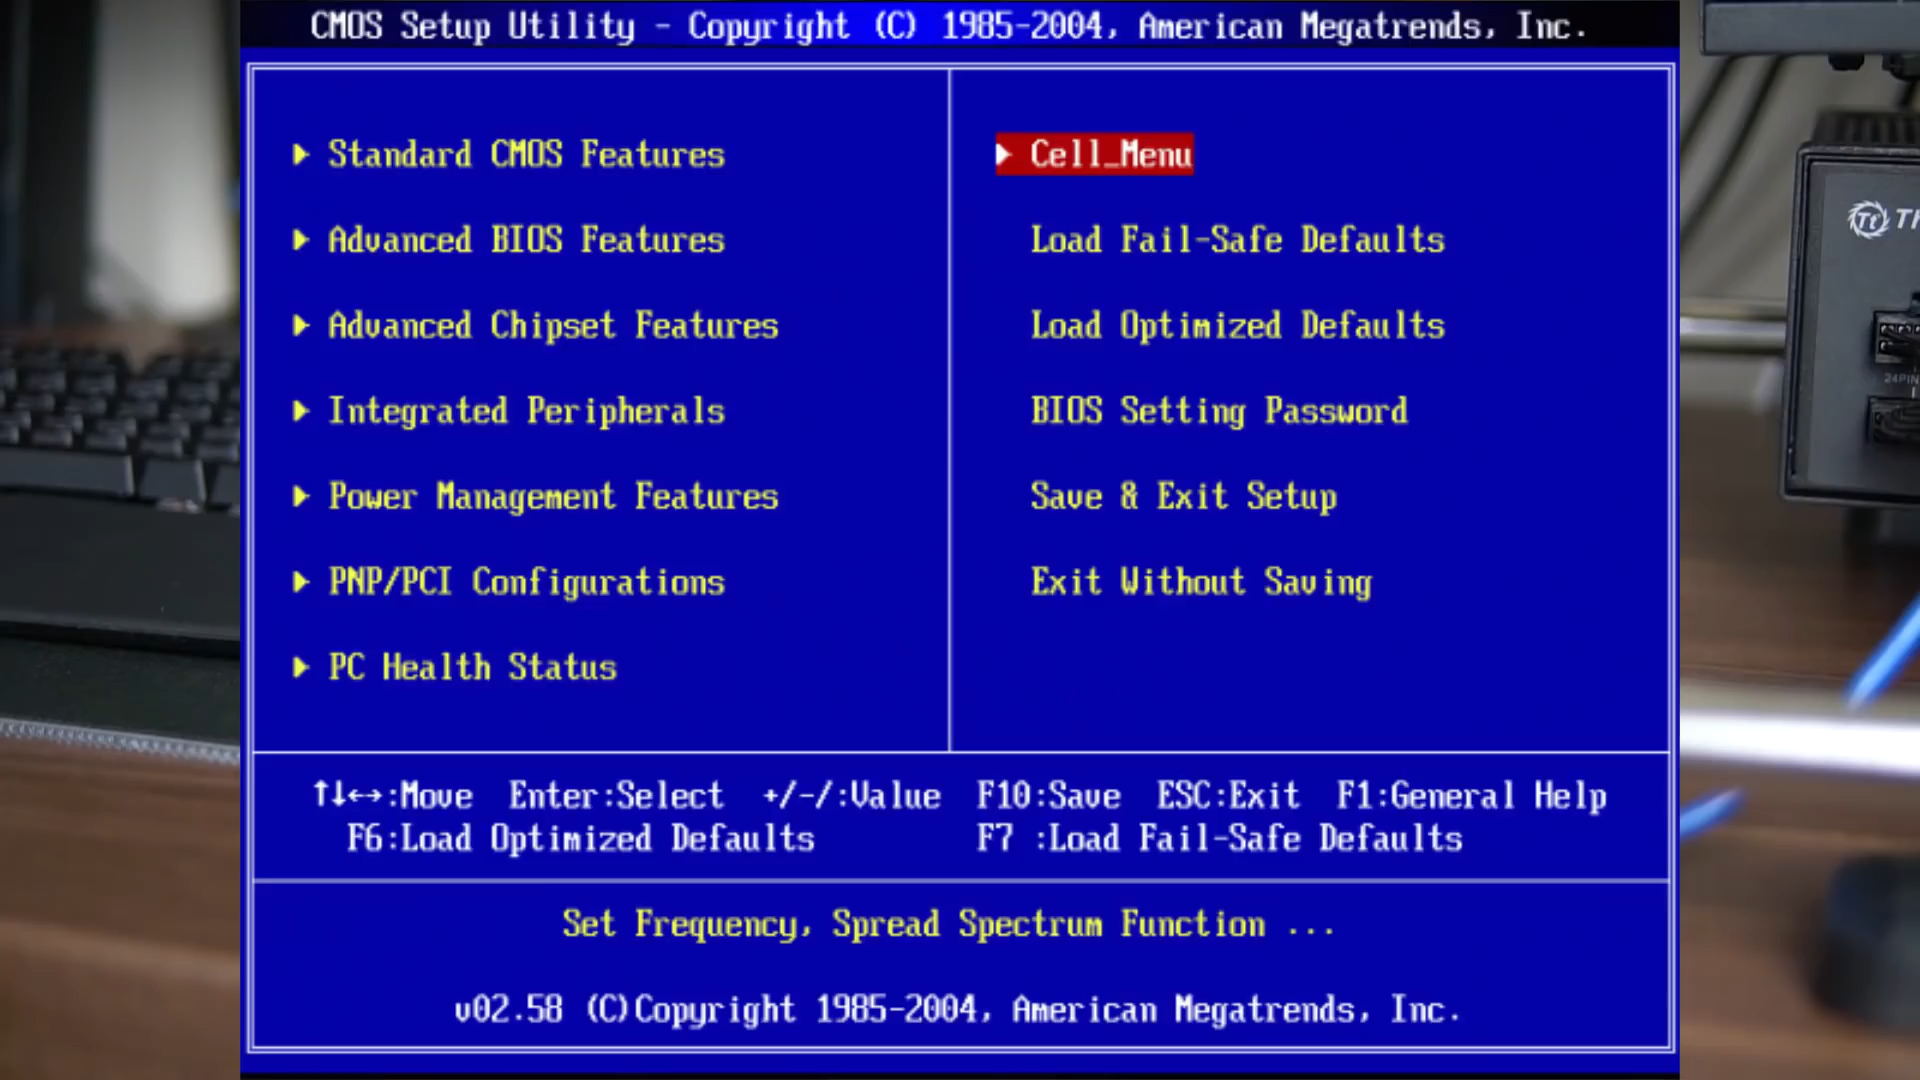 CMOS Setup Utility - Copyright (C) 1985-2004, American Megatrends, Inc.
Standard CMOS Features
Advanced BIOS Features
Advanced Chipset Features
Integrated Peripherals
Power Management Features
PNP/PCI Configurations
PC Health Status
Cell_Menu
Load Fail-Safe Defaults
Load Optimized Defaults
BIOS Setting Password
Save & Exit Setup
Exit Without Saving
↑↓←→:Move Enter:Select +/-/:Value F10:Save ESC:Exit F1:General Help
F6:Load Optimized Defaults F7 :Load Fail-Safe Defaults
Set Frequency, Spread Spectrum Function ...
v02.58 (C)Copyright 1985-2004, American Megatrends, Inc.
Tt
24PIN